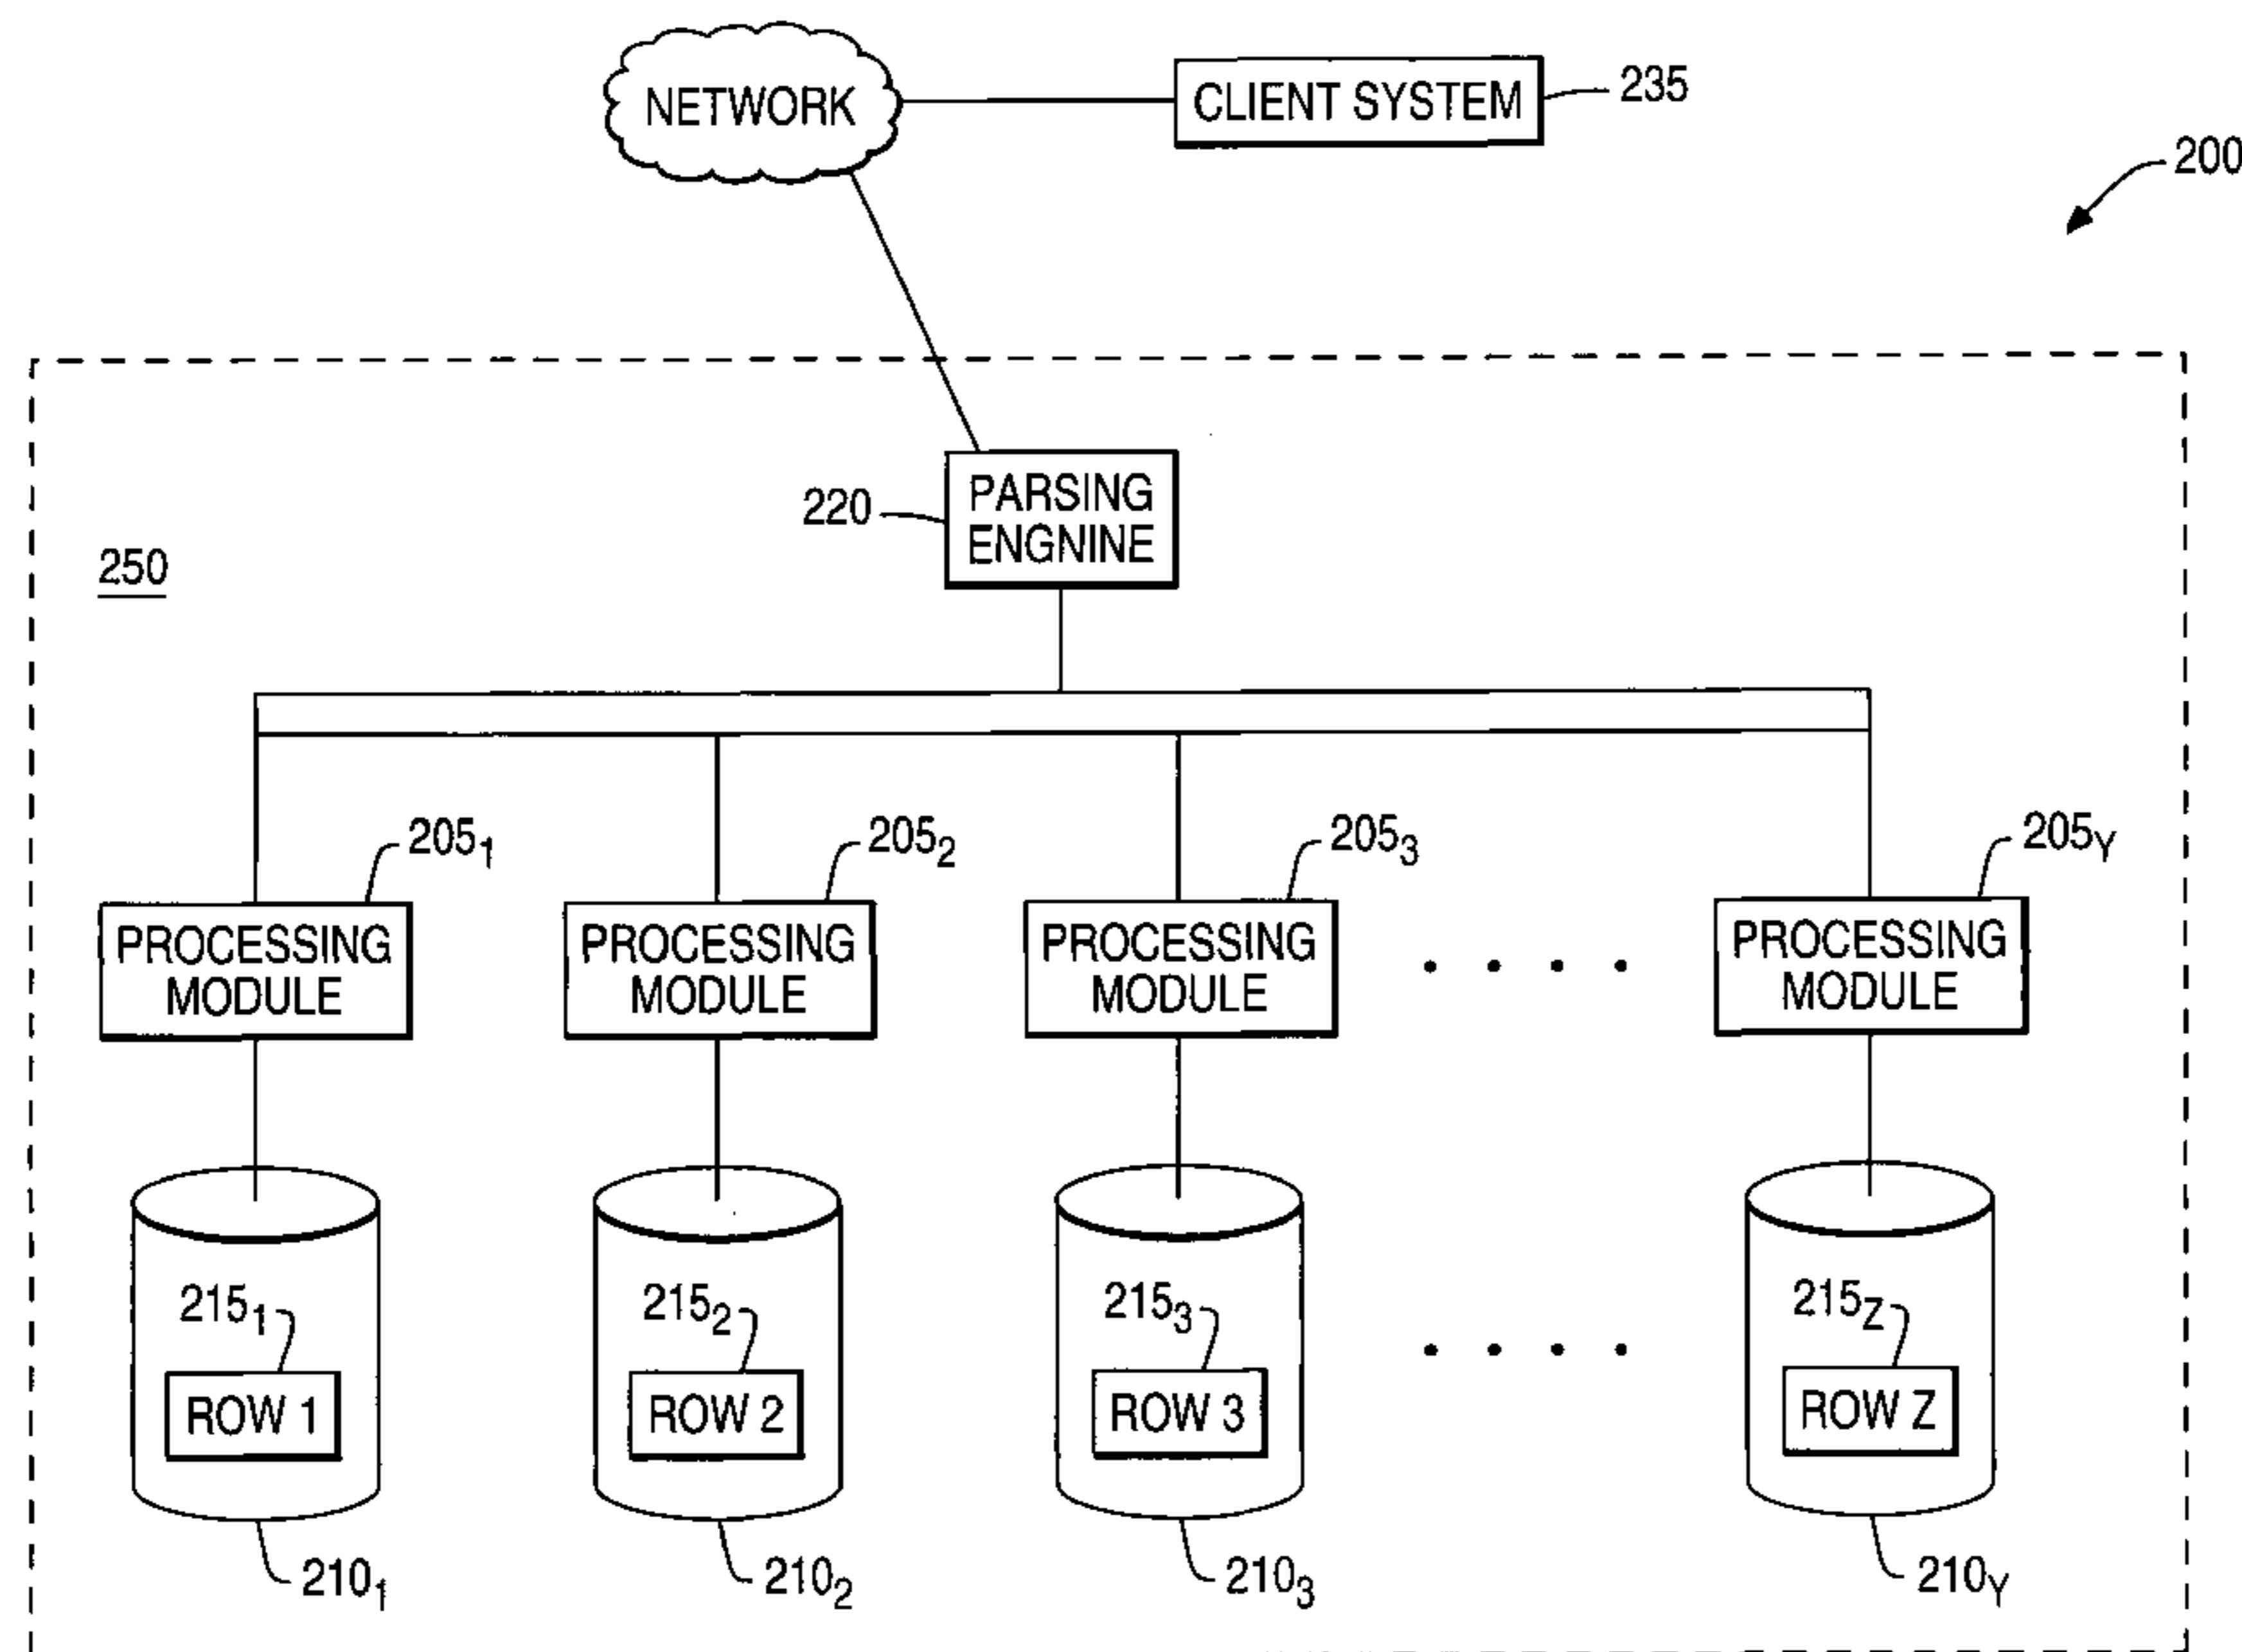 NETWORK
CLIENT SYSTEM
235
200
PARSING
ENGNINE
220
250
205₁
205₂
205₃
205Y
PROCESSING
MODULE
PROCESSING
MODULE
PROCESSING
MODULE
PROCESSING
MODULE
215₁
215₂
215₃
215Z
ROW 1
ROW 2
ROW 3
ROW Z
210₁
210₂
210₃
210Y